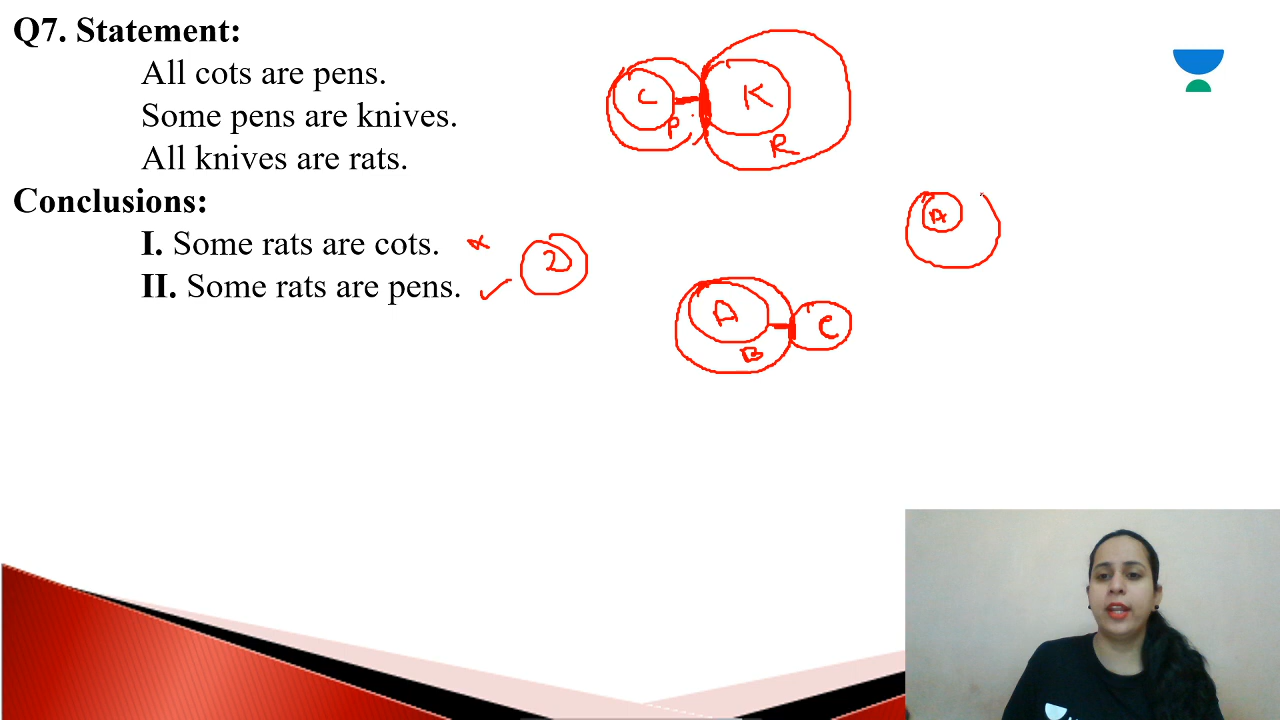 Q7. Statement:
All cots are pens.
Some pens are knives.
All knives are rats.
Conclusions:
I. Some rats are cots.
II. Some rats are pens.
2
C
P
K
R
A
A
B
C